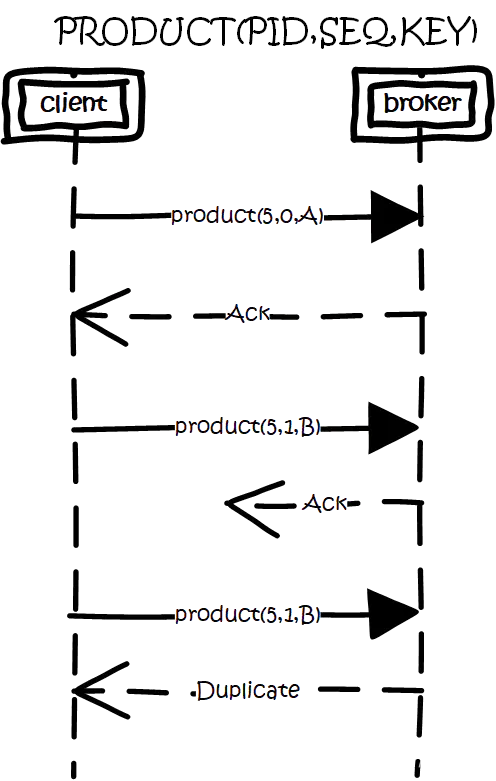 PRODUCT(PID,SEQ,KEY)
client
broker
product(5,0,A)
Ack
product(5,1,B)
Ack
product(5,1,B)
Duplicate